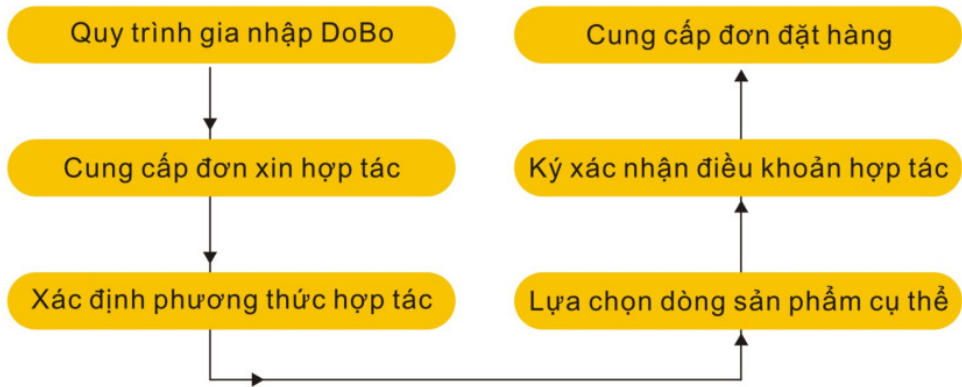 Quy trình gia nhập DoBo
Cung cấp đơn xin hợp tác
Xác định phương thức hợp tác
Lựa chọn dòng sản phẩm cụ thể
Ký xác nhận điều khoản hợp tác
Cung cấp đơn đặt hàng